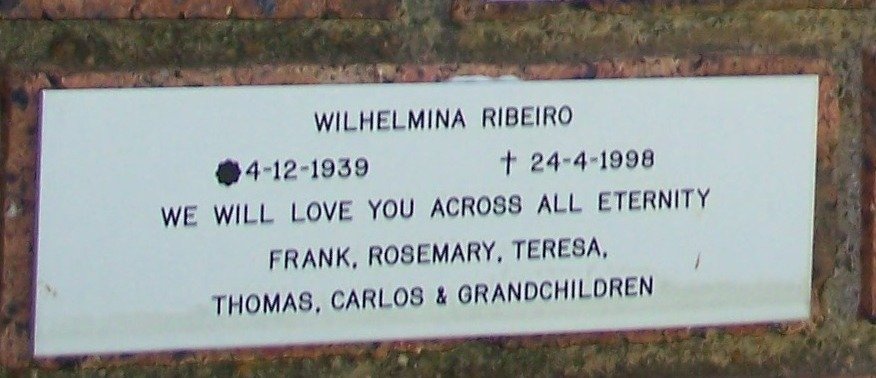 WILHELMINA RIBEIRO
4-12-1939 † 24-4-1998
WE WILL LOVE YOU ACROSS ALL ETERNITY
FRANK, ROSEMARY, TERESA,
THOMAS, CARLOS & GRANDCHILDREN